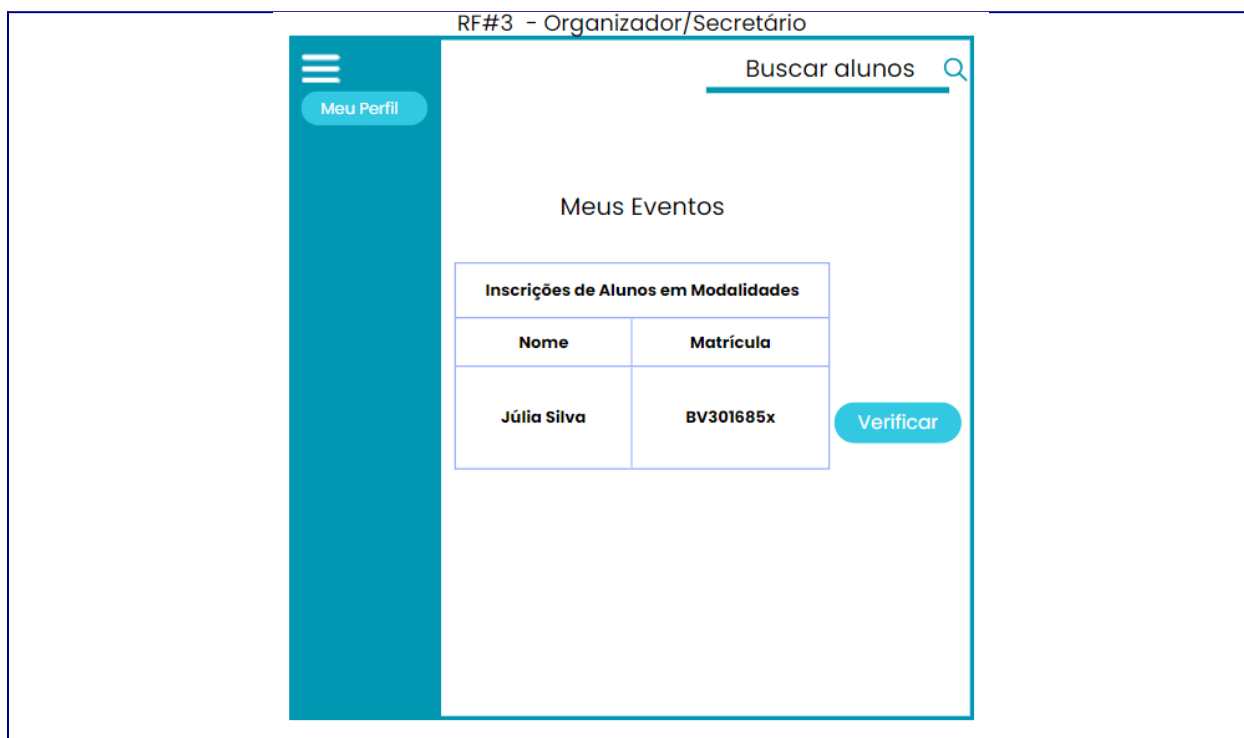 RF#3 - Organizador/Secretário
Buscar alunos
Meu Perfil
Meus Eventos
Inscrições de Alunos em Modalidades
Nome Matrícula
Júlia Silva BV301685x
Verificar